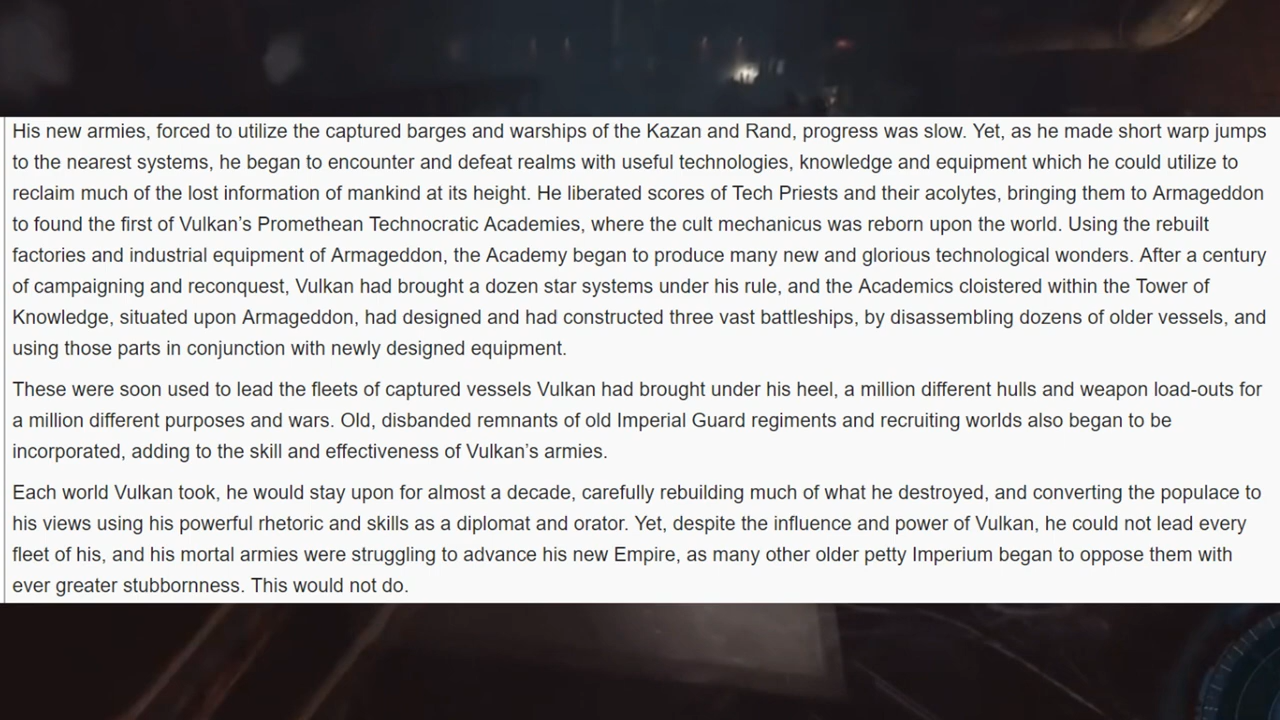 His new armies, forced to utilize the captured barges and warships of the Kazan and Rand, progress was slow. Yet, as he made short warp jumps
to the nearest systems, he began to encounter and defeat realms with useful technologies, knowledge and equipment which he could utilize to
reclaim much of the lost information of mankind at its height. He liberated scores of Tech Priests and their acolytes, bringing them to Armageddon
to found the first of Vulkan’s Promethean Technocratic Academies, where the cult mechanicus was reborn upon the world. Using the rebuilt
factories and industrial equipment of Armageddon, the Academy began to produce many new and glorious technological wonders. After a century
of campaigning and reconquest, Vulkan had brought a dozen star systems under his rule, and the Academics cloistered within the Tower of
Knowledge, situated upon Armageddon, had designed and had constructed three vast battleships, by disassembling dozens of older vessels, and
using those parts in conjunction with newly designed equipment.
These were soon used to lead the fleets of captured vessels Vulkan had brought under his heel, a million different hulls and weapon load-outs for
a million different purposes and wars. Old, disbanded remnants of old Imperial Guard regiments and recruiting worlds also began to be
incorporated, adding to the skill and effectiveness of Vulkan’s armies.
Each world Vulkan took, he would stay upon for almost a decade, carefully rebuilding much of what he destroyed, and converting the populace to
his views using his powerful rhetoric and skills as a diplomat and orator. Yet, despite the influence and power of Vulkan, he could not lead every
fleet of his, and his mortal armies were struggling to advance his new Empire, as many other older petty Imperium began to oppose them with
ever greater stubbornness. This would not do.